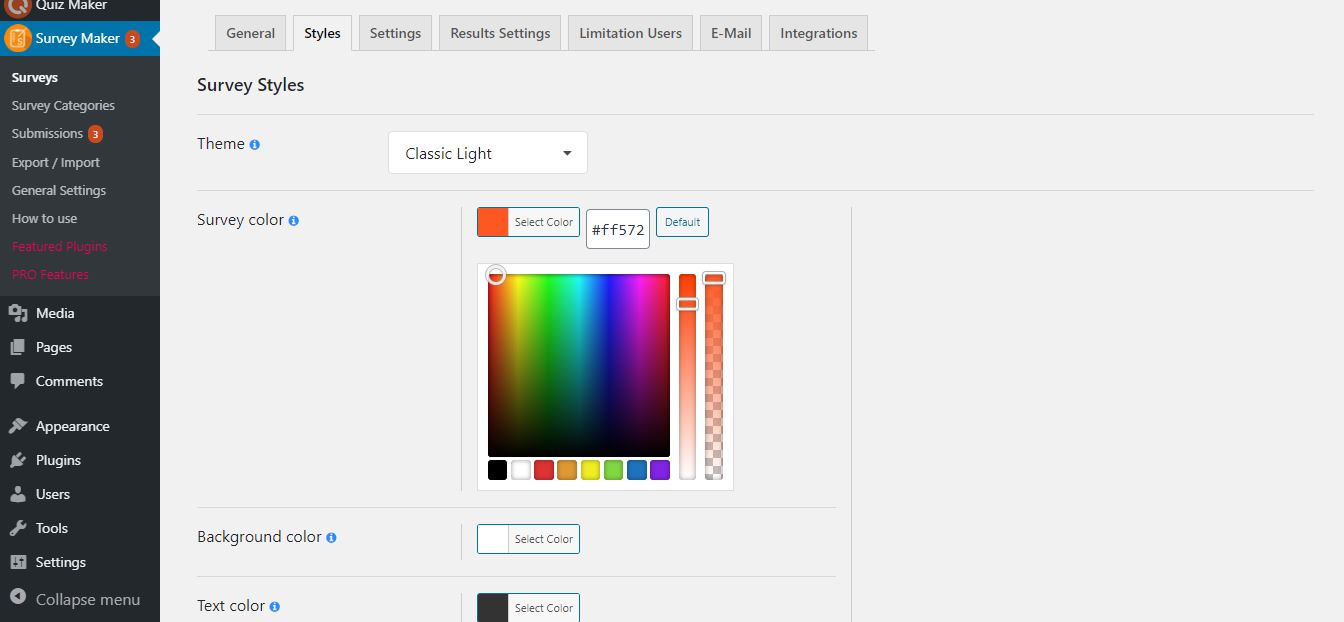 Quiz Maker
Survey Maker 3
Surveys
Survey Categories
Submissions 3
Export / Import
General Settings
How to use
Featured Plugins
PRO Features
Media
Pages
Comments
Appearance
Plugins
Users
Tools
Settings
Collapse menu
General Styles Settings Results Settings Limitation Users E-Mail Integrations
Survey Styles
Theme
Classic Light
Survey color
Select Color #ff572 Default
Background color
Select Color
Text color
Select Color